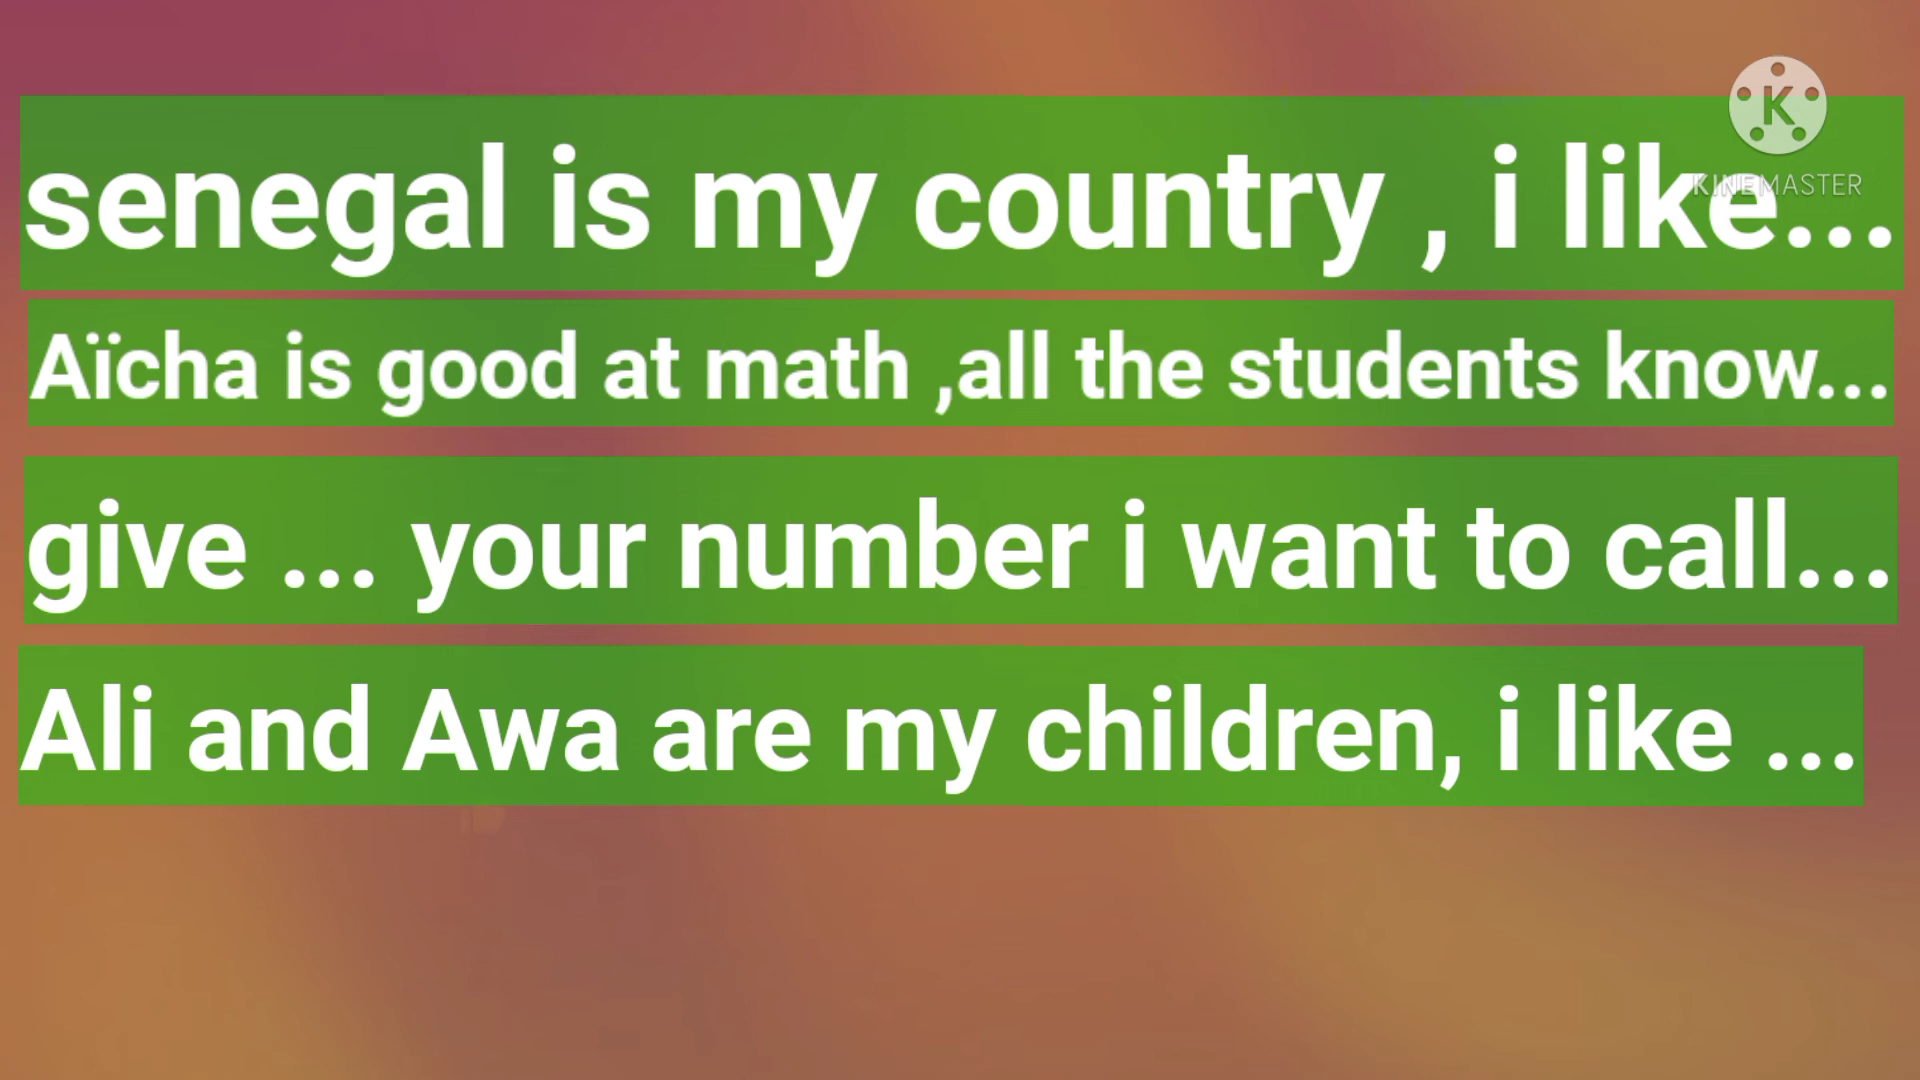 K
KINEMASTER
senegal is my country , i like...
Aïcha is good at math ,all the students know...
give ... your number i want to call...
Ali and Awa are my children, i like ...